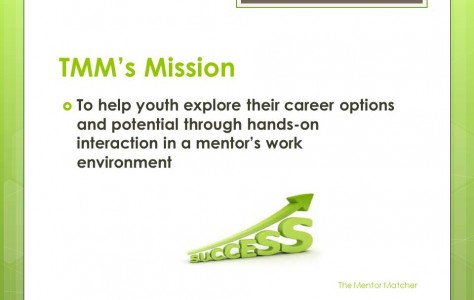 TMM's Mission
To help youth explore their career options
and potential through hands-on
interaction in a mentor's work
environment
SUCCESS
The Mentor Matcher